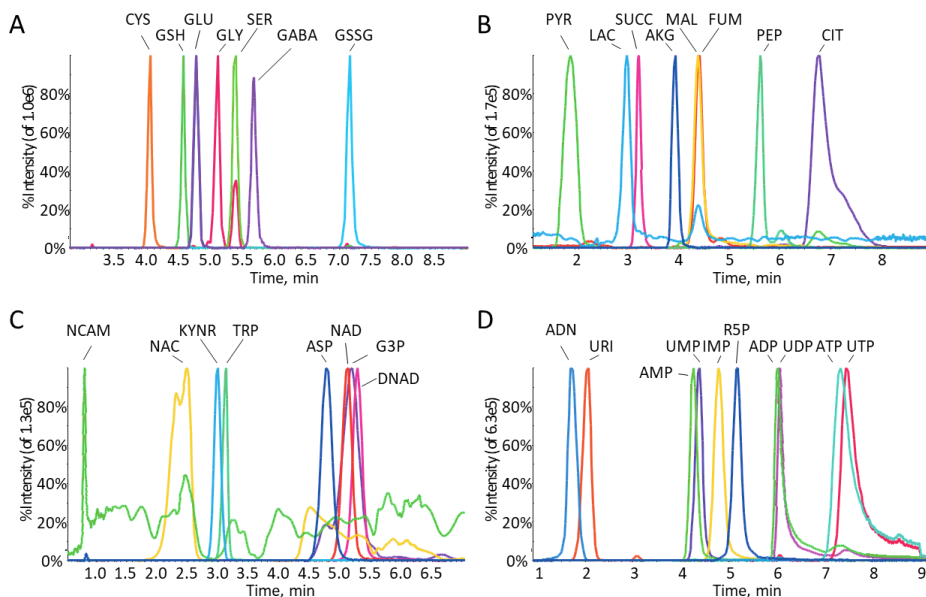 A
CYS GLU SER
GSH GLY GABA GSSG
%Intensity (of 1.0e6)
80%
60%
40%
20%
0%
3.5 4.0 4.5 5.0 5.5 6.0 6.5 7.0 7.5 8.0 8.5
Time, min
B
PYR SUCC MAL FUM
LAC AKG PEP CIT
%Intensity (of 1.7e5)
80%
60%
40%
20%
0%
2 3 4 5 6 7 8
Time, min
C
NCAM KYNR TRP NAD
NAC ASP G3P
DNAD
%Intensity (of 1.3e5)
80%
60%
40%
20%
0%
1.0 1.5 2.0 2.5 3.0 3.5 4.0 4.5 5.0 5.5 6.0 6.5
Time, min
D
ADN R5P
URI UMP IMP ADP UDP ATP UTP
AMP
%Intensity (of 6.3e5)
80%
60%
40%
20%
0%
1 2 3 4 5 6 7 8 9
Time, min